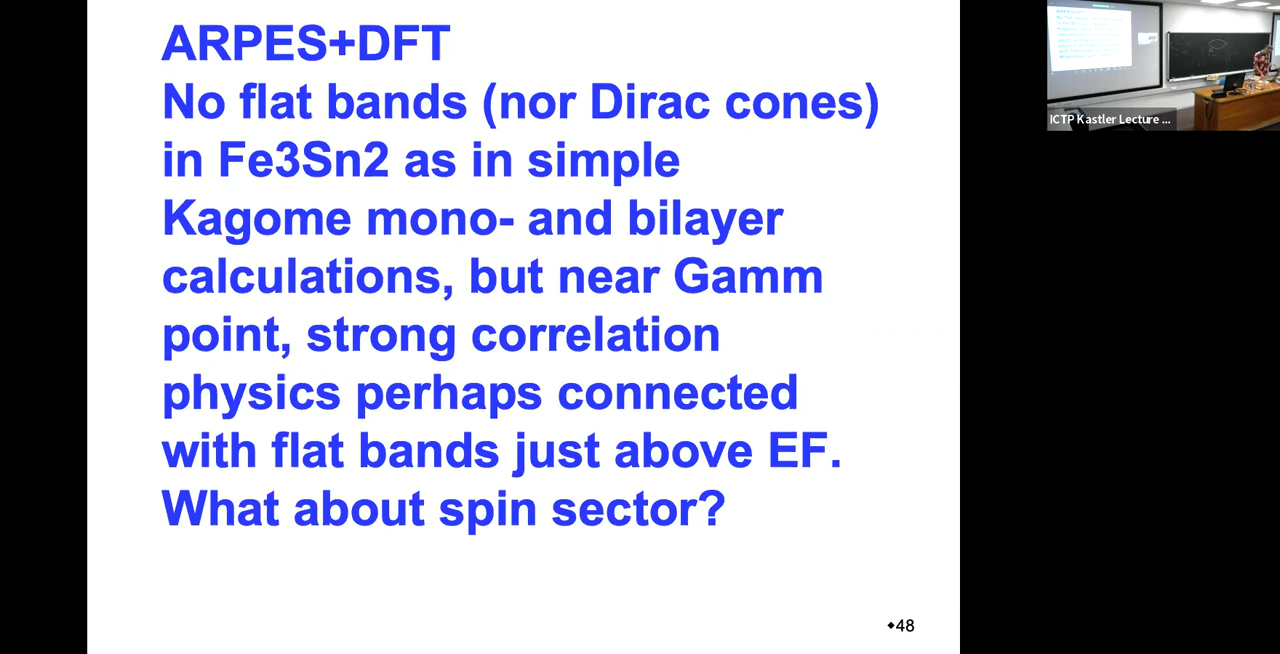 ARPES+DFT
No flat bands (nor Dirac cones)
in Fe3Sn2 as in simple
Kagome mono- and bilayer
calculations, but near Gamm
point, strong correlation
physics perhaps connected
with flat bands just above EF.
What about spin sector?
◆48
ICTP Kastler Lecture ...